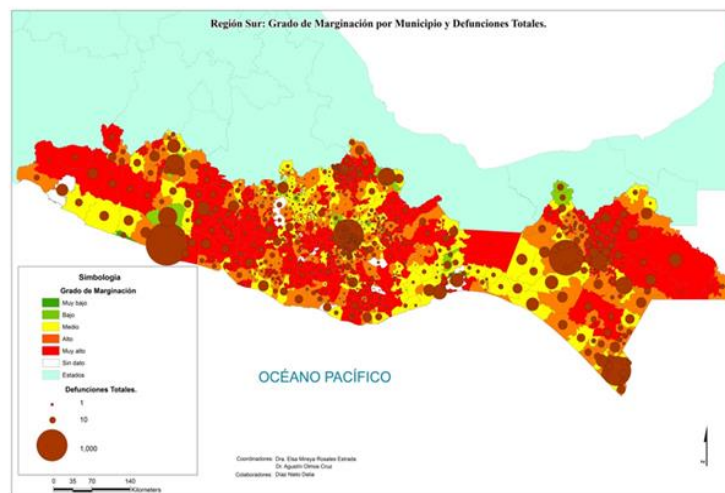 Región Sur: Grado de Marginación por Municipio y Defunciones Totales.
Simbología
Grado de Marginación
Muy bajo
Bajo
Medio
Alto
Muy alto
Sin dato
Estados
Defunciones Totales.
1
10
1,000
OCÉANO PACÍFICO
Coordinadores: Dra. Elsa Mireya Rosales Estrada
Dr. Agustín Olmos Cruz
Colaboradores: Díaz Nieto Dalia
0 35 70 140
Kilometers